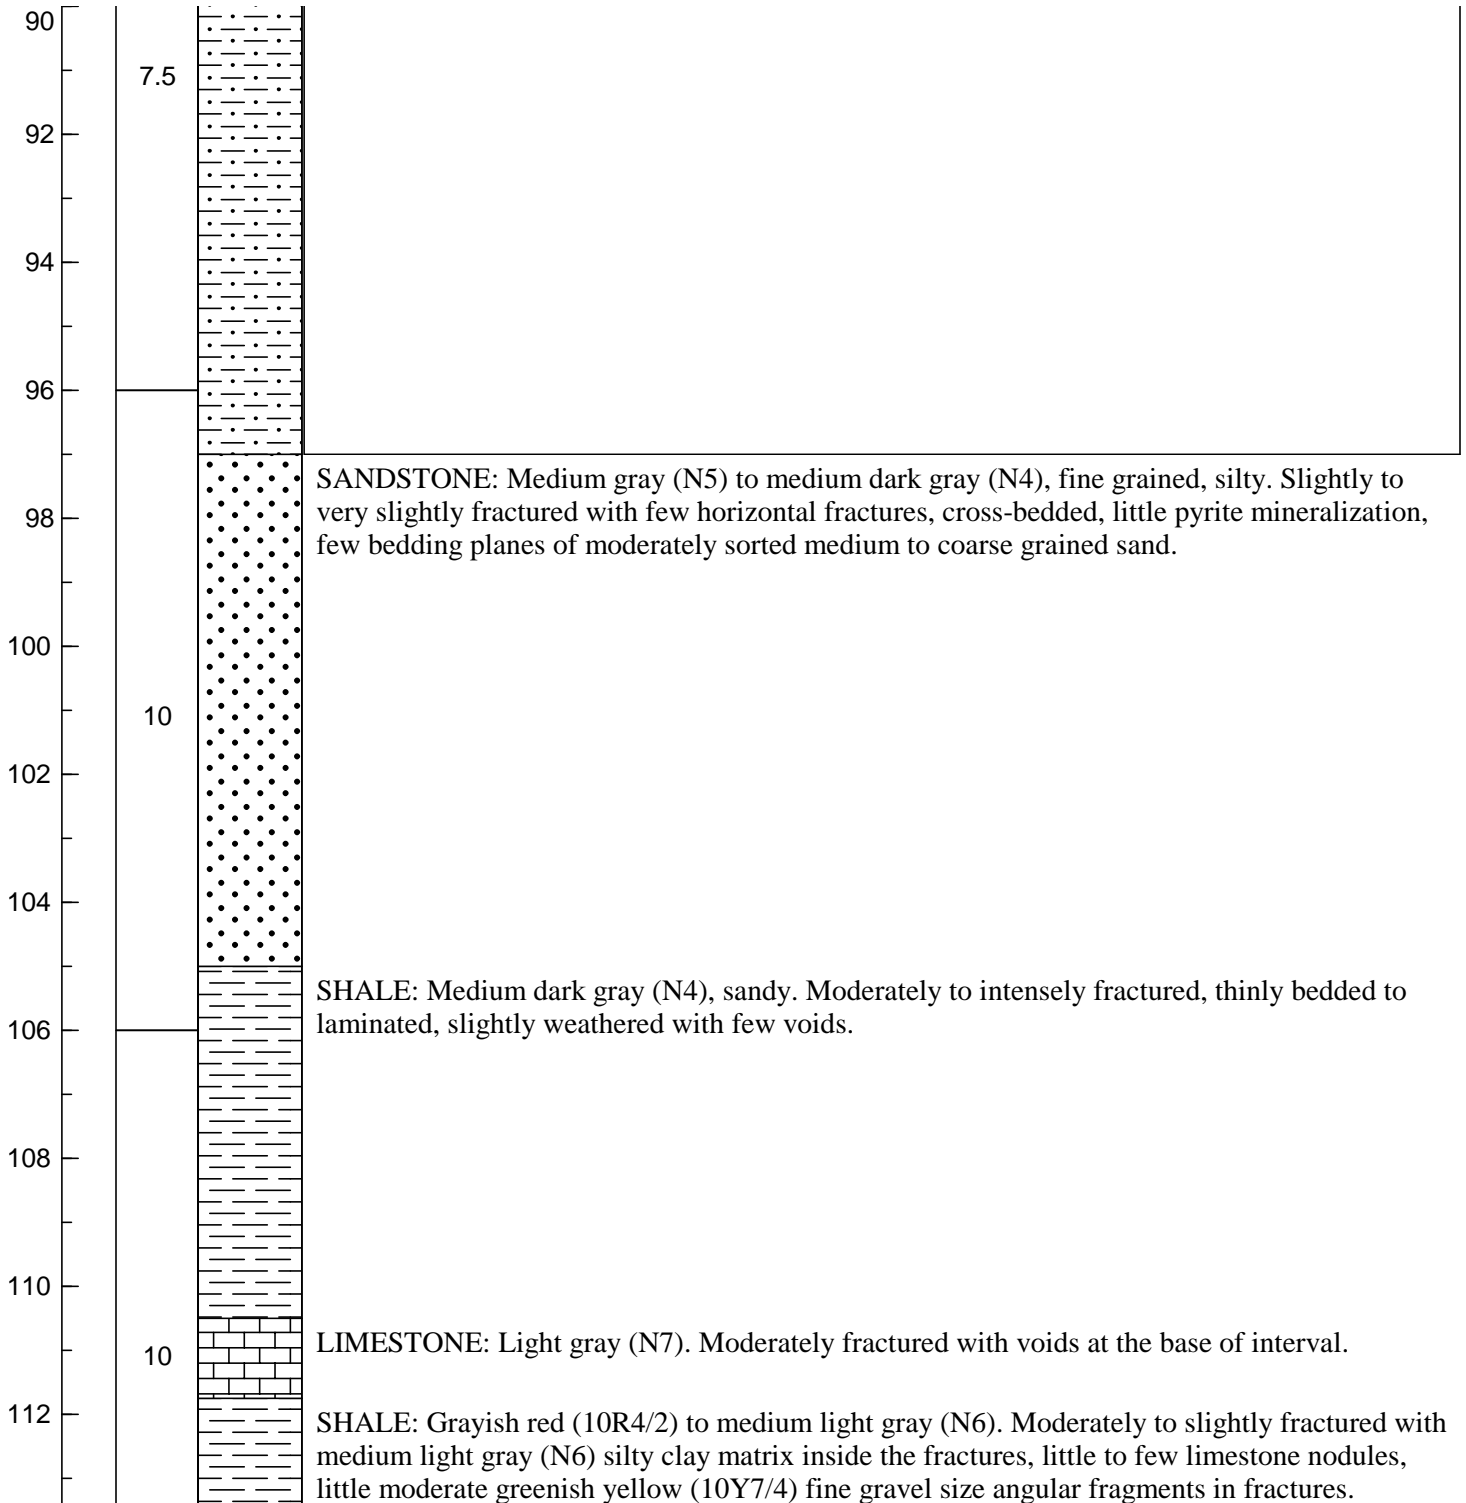 90
7.5
92
94
96
SANDSTONE: Medium gray (N5) to medium dark gray (N4), fine grained, silty. Slightly to
98
very slightly fractured with few horizontal fractures, cross-bedded, little pyrite mineralization,
few bedding planes of moderately sorted medium to coarse grained sand.
100
10
102
104
SHALE: Medium dark gray (N4), sandy. Moderately to intensely fractured, thinly bedded to
106
laminated, slightly weathered with few voids.
108
110
LIMESTONE: Light gray (N7). Moderately fractured with voids at the base of interval.
10
112
SHALE: Grayish red (10R4/2) to medium light gray (N6). Moderately to slightly fractured with
medium light gray (N6) silty clay matrix inside the fractures, little to few limestone nodules,
little moderate greenish yellow (10Y7/4) fine gravel size angular fragments in fractures.